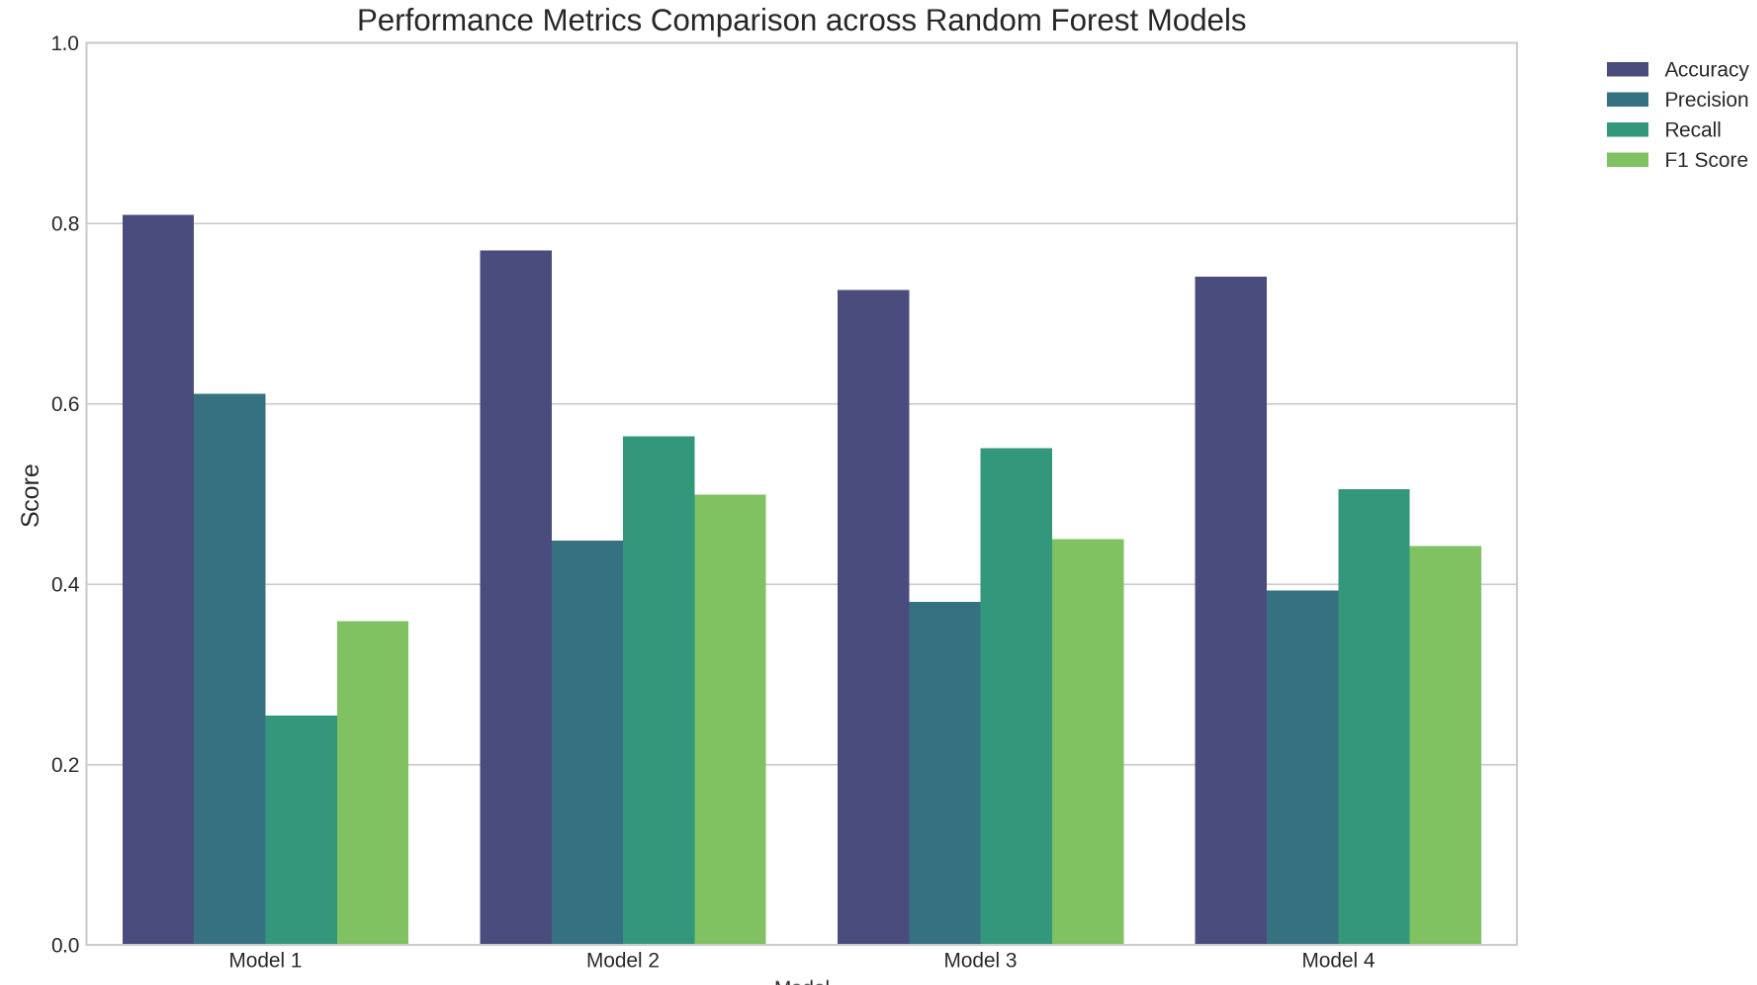 Performance Metrics Comparison across Random Forest Models
1.0
0.8
0.6
0.4
0.2
0.0
Score
Model 1
Model 2
Model 3
Model 4
Model
Accuracy
Precision
Recall
F1 Score